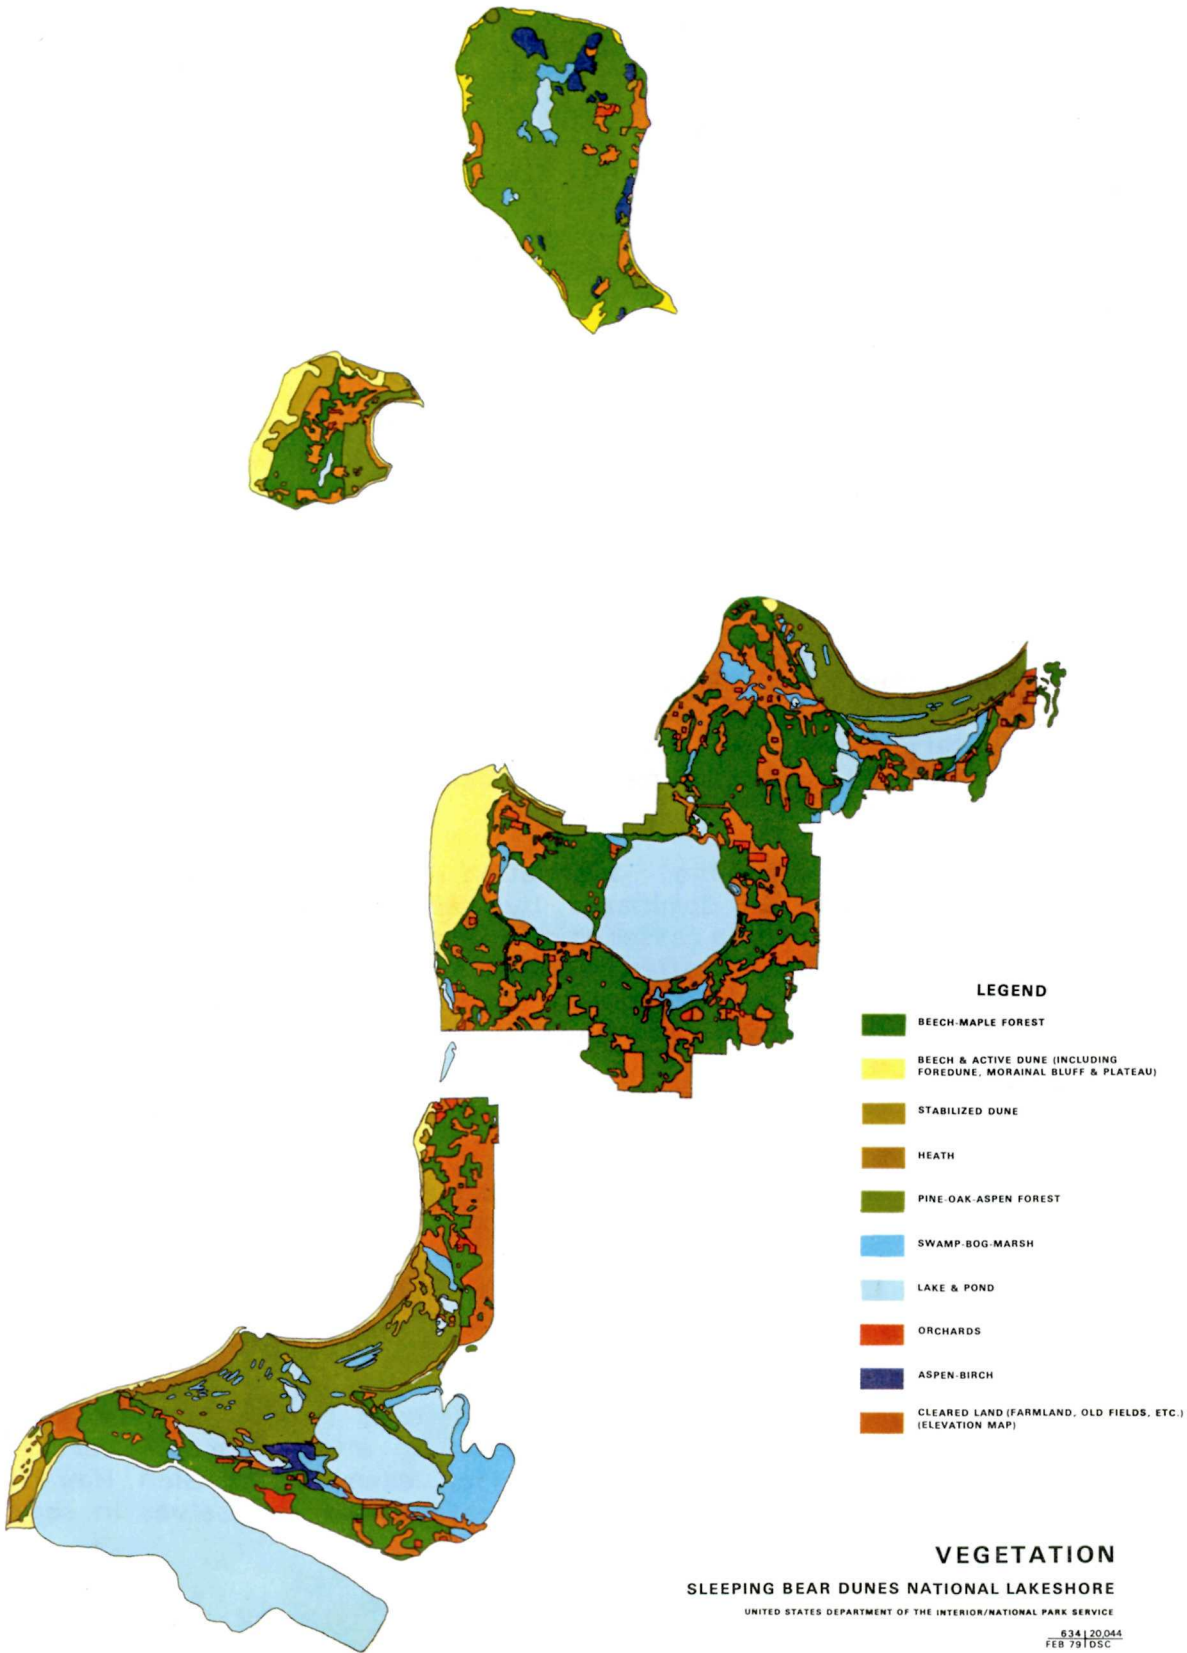 LEGEND
BEECH-MAPLE FOREST
BEECH & ACTIVE DUNE (INCLUDING
FOREDUNE, MORAINAL BLUFF & PLATEAU)
STABILIZED DUNE
HEATH
PINE-OAK-ASPEN FOREST
SWAMP-BOG-MARSH
LAKE & POND
ORCHARDS
ASPEN-BIRCH
CLEARED LAND (FARMLAND, OLD FIELDS, ETC.)
(ELEVATION MAP)
VEGETATION
SLEEPING BEAR DUNES NATIONAL LAKESHORE
UNITED STATES DEPARTMENT OF THE INTERIOR/NATIONAL PARK SERVICE
634 | 20,044
FEB 79 | DSC